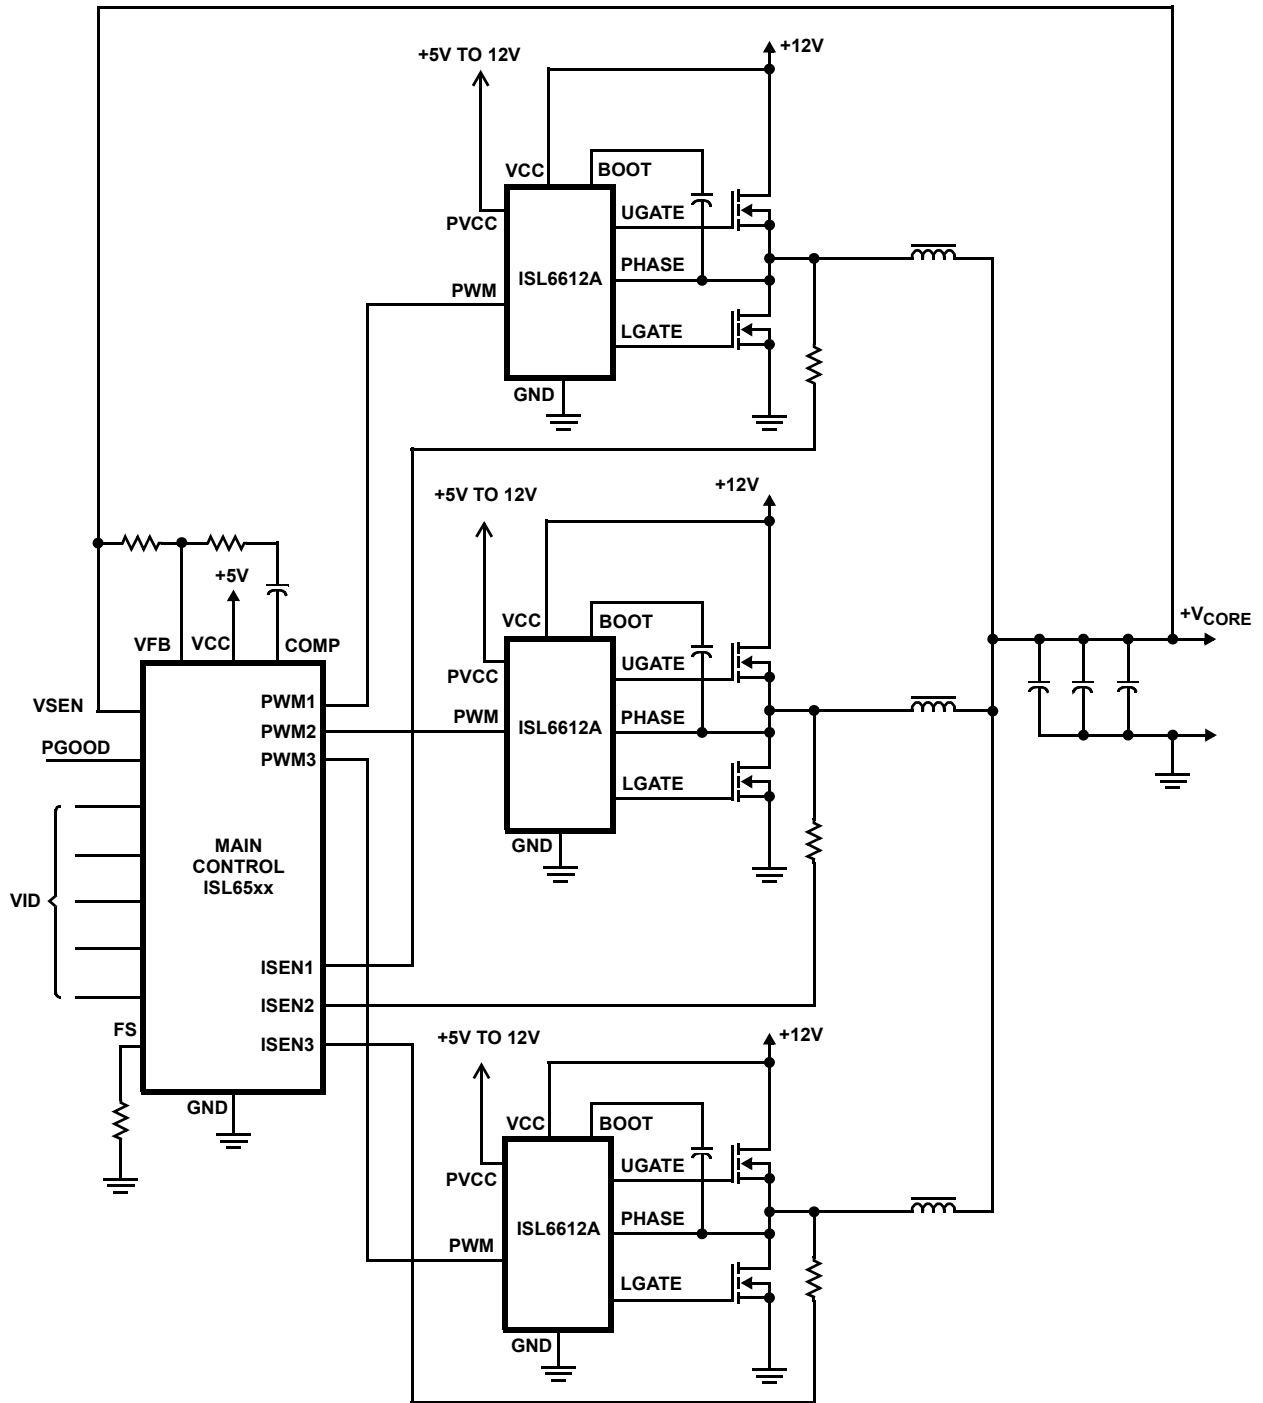 +5V TO 12V
+12V
VCC
BOOT
UGATE
PVCC
PHASE
ISL6612A
PWM
LGATE
GND
+5V TO 12V
+12V
VCC
BOOT
UGATE
PVCC
PHASE
ISL6612A
PWM
LGATE
GND
+5V
VFB
VCC
COMP
VSEN
PWM1
PWM2
PGOOD
PWM3
MAIN
CONTROL
ISL65xx
VID
ISEN1
ISEN2
FS
ISEN3
GND
+VCORE
+5V TO 12V
+12V
VCC
BOOT
UGATE
PVCC
PHASE
ISL6612A
PWM
LGATE
GND